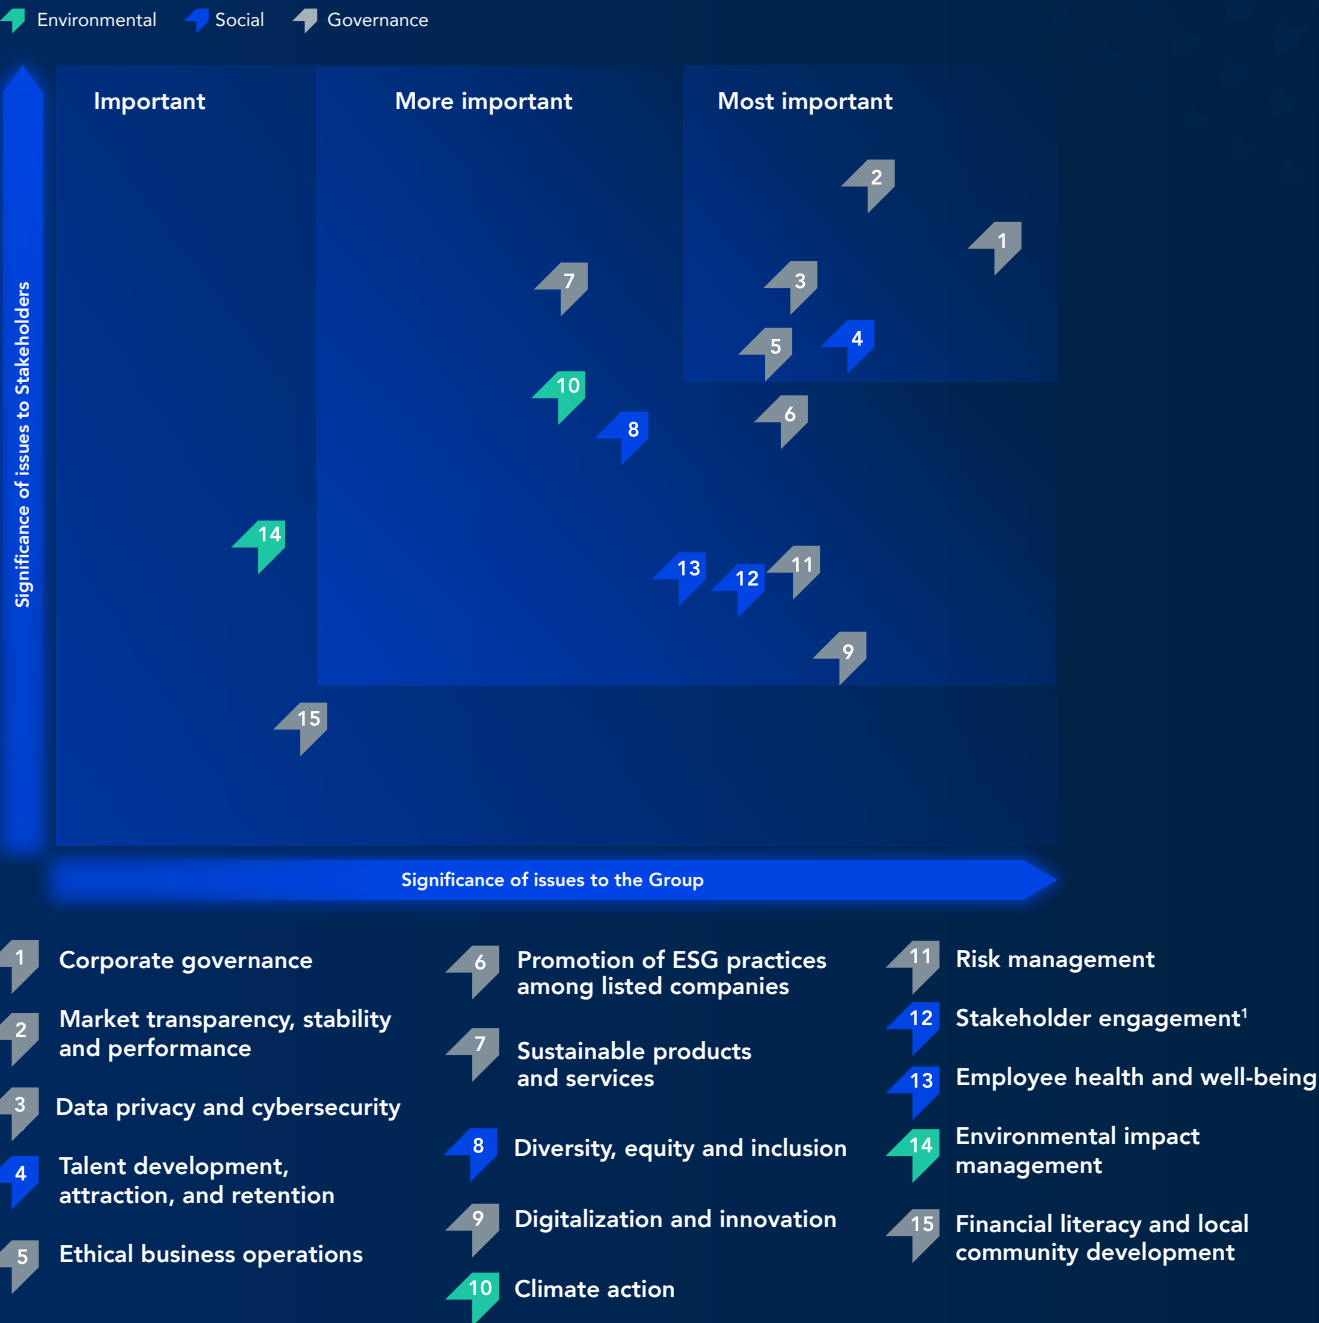 Environmental
Social
Governance
Significance of issues to Stakeholders
Important
More important
Most important
2
1
7
3
4
5
10
6
8
14
13
12
11
9
15
Significance of issues to the Group
1
Corporate governance
2
Market transparency, stability
and performance
3
Data privacy and cybersecurity
4
Talent development,
attraction, and retention
5
Ethical business operations
6
Promotion of ESG practices
among listed companies
7
Sustainable products
and services
8
Diversity, equity and inclusion
9
Digitalization and innovation
10
Climate action
11
Risk management
12
Stakeholder engagement¹
13
Employee health and well-being
14
Environmental impact
management
15
Financial literacy and local
community development